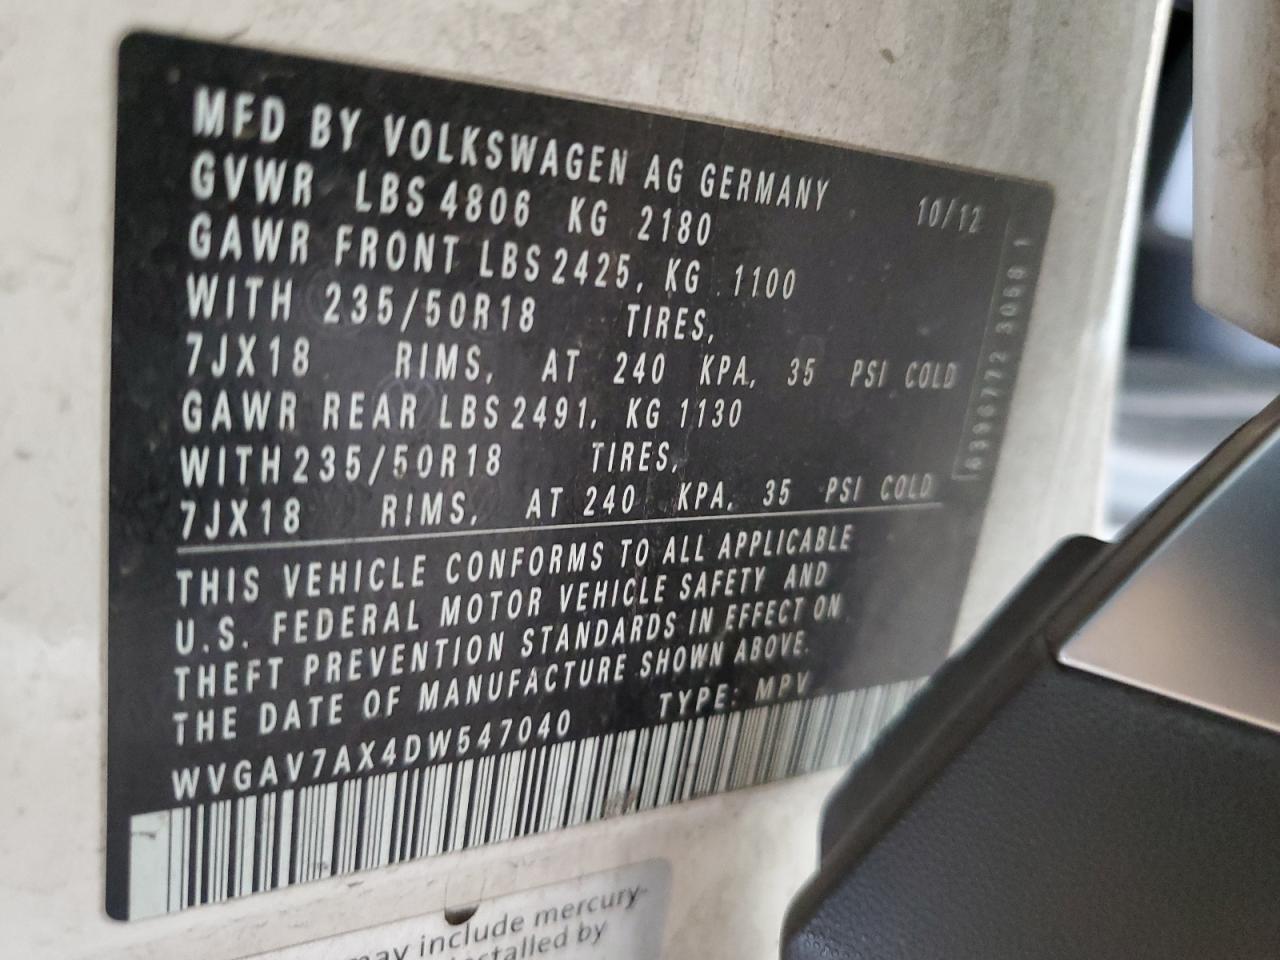 MFD BY VOLKSWAGEN AG GERMANY 10/12
GVWR LBS 4806 KG 2180
GAWR FRONT LBS 2425, KG 1100
WITH 235/50R18 TIRES,
7JX18 RIMS, AT 240 KPA, 35 PSI COLD
GAWR REAR LBS 2491, KG 1130
WITH 235/50R18 TIRES,
7JX18 RIMS, AT 240 KPA, 35 PSI COLD
THIS VEHICLE CONFORMS TO ALL APPLICABLE
U.S. FEDERAL MOTOR VEHICLE SAFETY AND
THEFT PREVENTION STANDARDS IN EFFECT ON
THE DATE OF MANUFACTURE SHOWN ABOVE.
WVGAV7AX4DW547040 TYPE: MPV
may include mercury-
by